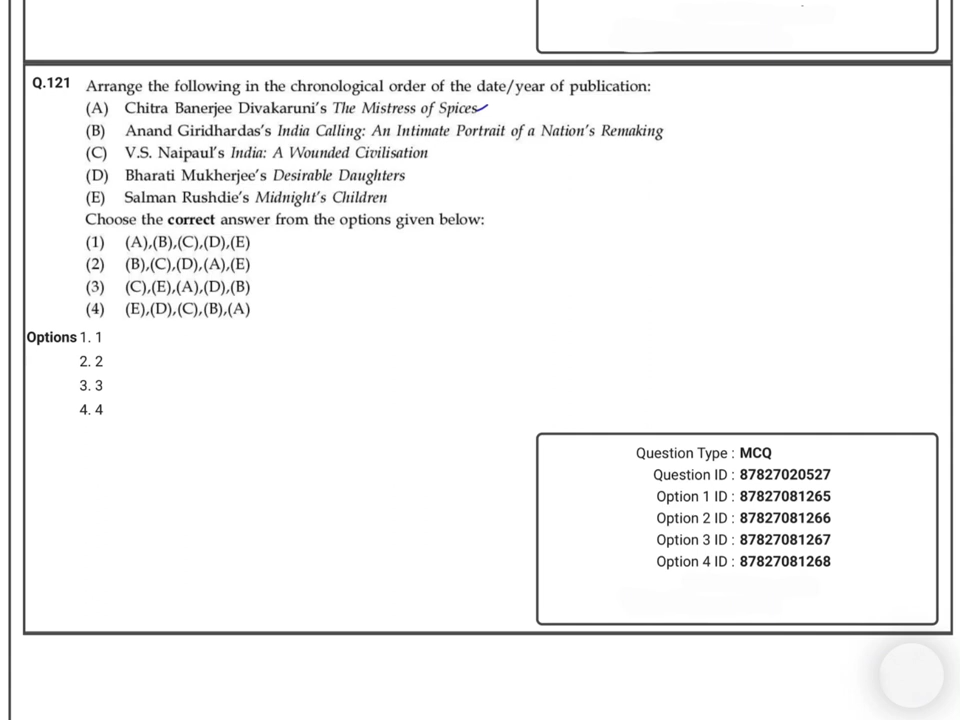 Q.121 Arrange the following in the chronological order of the date/year of publication:
(A) Chitra Banerjee Divakaruni's The Mistress of Spices
(B) Anand Giridhardas's India Calling: An Intimate Portrait of a Nation's Remaking
(C) V.S. Naipaul's India: A Wounded Civilisation
(D) Bharati Mukherjee's Desirable Daughters
(E) Salman Rushdie's Midnight's Children
Choose the correct answer from the options given below:
(1) (A),(B),(C),(D),(E)
(2) (B),(C),(D),(A),(E)
(3) (C),(E),(A),(D),(B)
(4) (E),(D),(C),(B),(A)
Options 1. 1
2. 2
3. 3
4. 4
Question Type : MCQ
Question ID : 87827020527
Option 1 ID : 87827081265
Option 2 ID : 87827081266
Option 3 ID : 87827081267
Option 4 ID : 87827081268